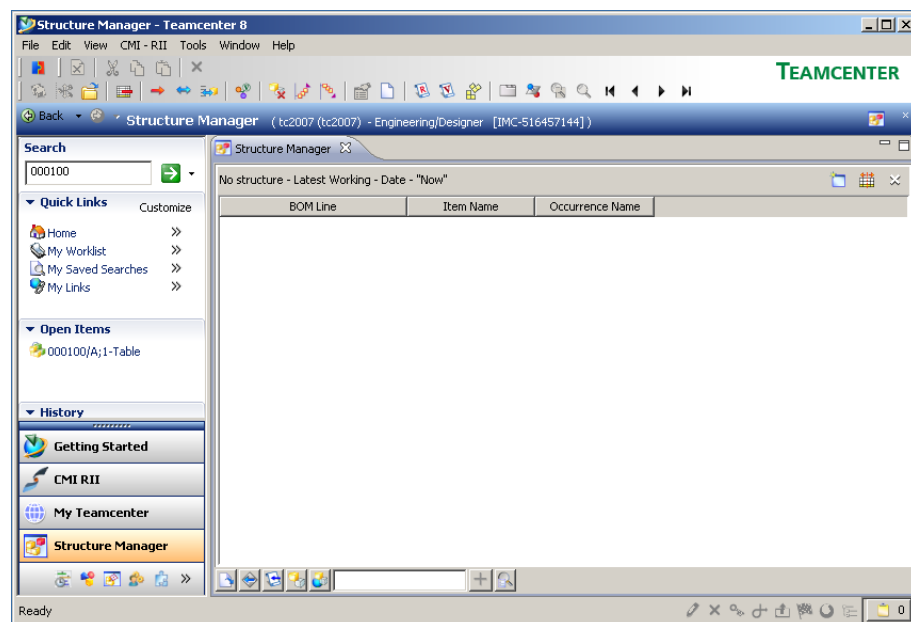 Structure Manager - Teamcenter 8
File Edit View CMI - RII Tools Window Help
TEAMCENTER
Back Structure Manager ( tc2007 (tc2007) - Engineering/Designer [IMC-516457144] )
Search
000100
Quick Links Customize
Home
My Worklist
My Saved Searches
My Links
Open Items
000100/A;1-Table
History
Getting Started
CMI RII
My Teamcenter
Structure Manager
Structure Manager
No structure - Latest Working - Date - "Now"
BOM Line Item Name Occurrence Name
Ready
0